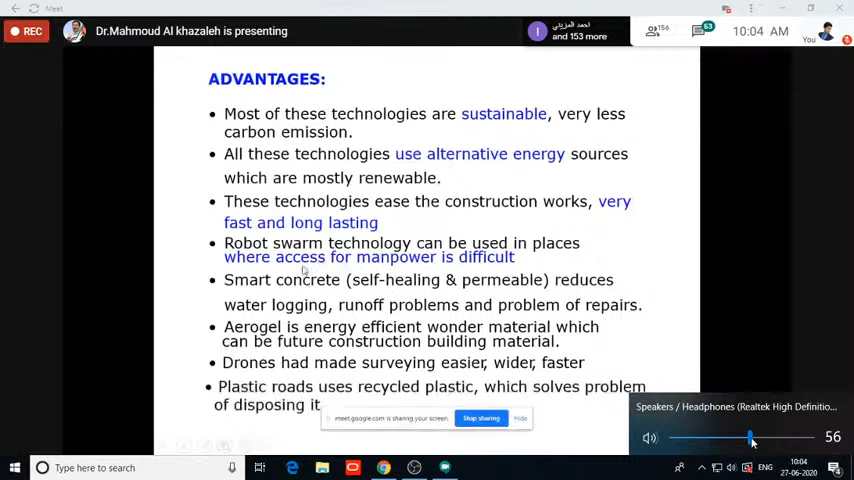 Meet
REC
Dr.Mahmoud Al khazaleh is presenting
I
احمد المزيني
and 153 more
156
53
10:04 AM
You
ADVANTAGES:
• Most of these technologies are sustainable, very less
carbon emission.
• All these technologies use alternative energy sources
which are mostly renewable.
• These technologies ease the construction works, very
fast and long lasting
• Robot swarm technology can be used in places
where access for manpower is difficult
• Smart concrete (self-healing & permeable) reduces
water logging, runoff problems and problem of repairs.
• Aerogel is energy efficient wonder material which
can be future construction building material.
• Drones had made surveying easier, wider, faster
• Plastic roads uses recycled plastic, which solves problem
of disposing it
meet.google.com is sharing your screen.
Stop sharing
Hide
Speakers / Headphones (Realtek High Definitio...
56
Type here to search
ENG
10:04
27-06-2020
4